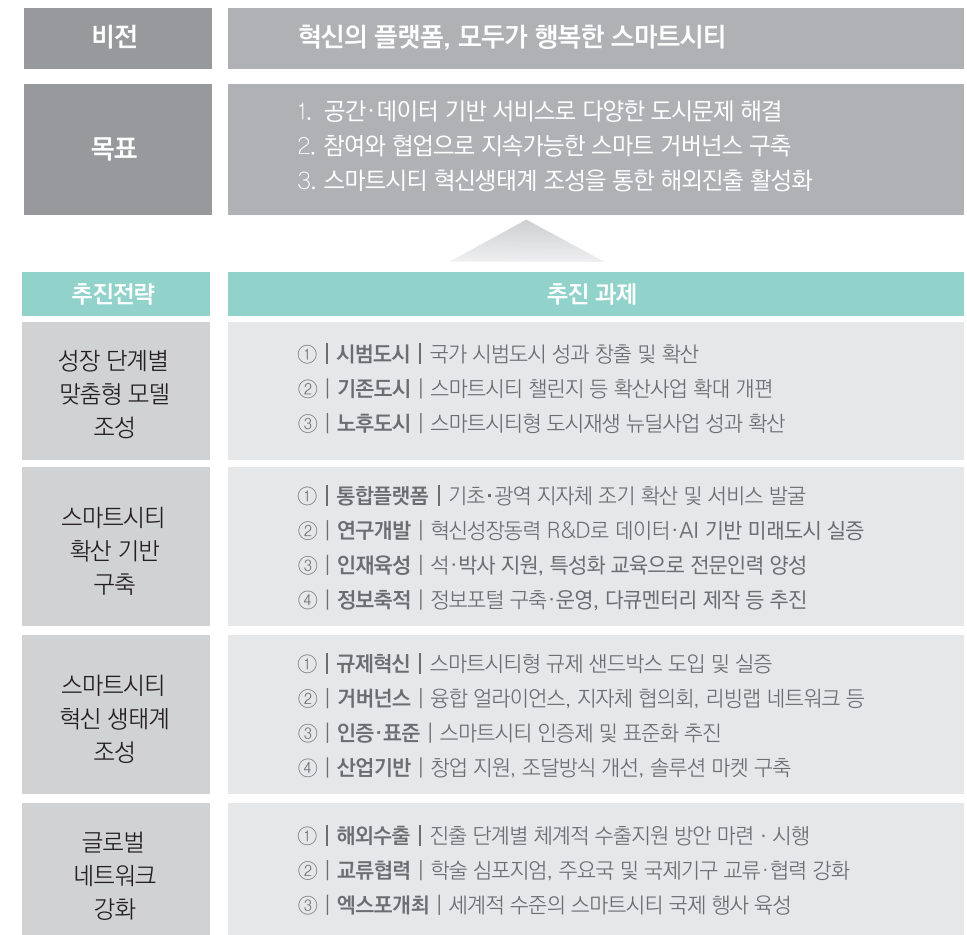 비전
혁신의 플랫폼, 모두가 행복한 스마트시티
목표
1. 공간·데이터 기반 서비스로 다양한 도시문제 해결
2. 참여와 협업으로 지속가능한 스마트 거버넌스 구축
3. 스마트시티 혁신생태계 조성을 통한 해외진출 활성화
추진전략
추진 과제
성장 단계별
맞춤형 모델
조성
① | 시범도시 | 국가 시범도시 성과 창출 및 확산
② | 기존도시 | 스마트시티 챌린지 등 확산사업 확대 개편
③ | 노후도시 | 스마트시티형 도시재생 뉴딜사업 성과 확산
스마트시티
확산 기반
구축
① | 통합플랫폼 | 기초·광역 지자체 조기 확산 및 서비스 발굴
② | 연구개발 | 혁신성장동력 R&D로 데이터·AI 기반 미래도시 실증
③ | 인재육성 | 석·박사 지원, 특성화 교육으로 전문인력 양성
④ | 정보축적 | 정보포털 구축·운영, 다큐멘터리 제작 등 추진
스마트시티
혁신 생태계
조성
① | 규제혁신 | 스마트시티형 규제 샌드박스 도입 및 실증
② | 거버넌스 | 융합 얼라이언스, 지자체 협의회, 리빙랩 네트워크 등
③ | 인증·표준 | 스마트시티 인증제 및 표준화 추진
④ | 산업기반 | 창업 지원, 조달방식 개선, 솔루션 마켓 구축
글로벌
네트워크
강화
① | 해외수출 | 진출 단계별 체계적 수출지원 방안 마련 · 시행
② | 교류협력 | 학술 심포지엄, 주요국 및 국제기구 교류·협력 강화
③ | 엑스포개최 | 세계적 수준의 스마트시티 국제 행사 육성